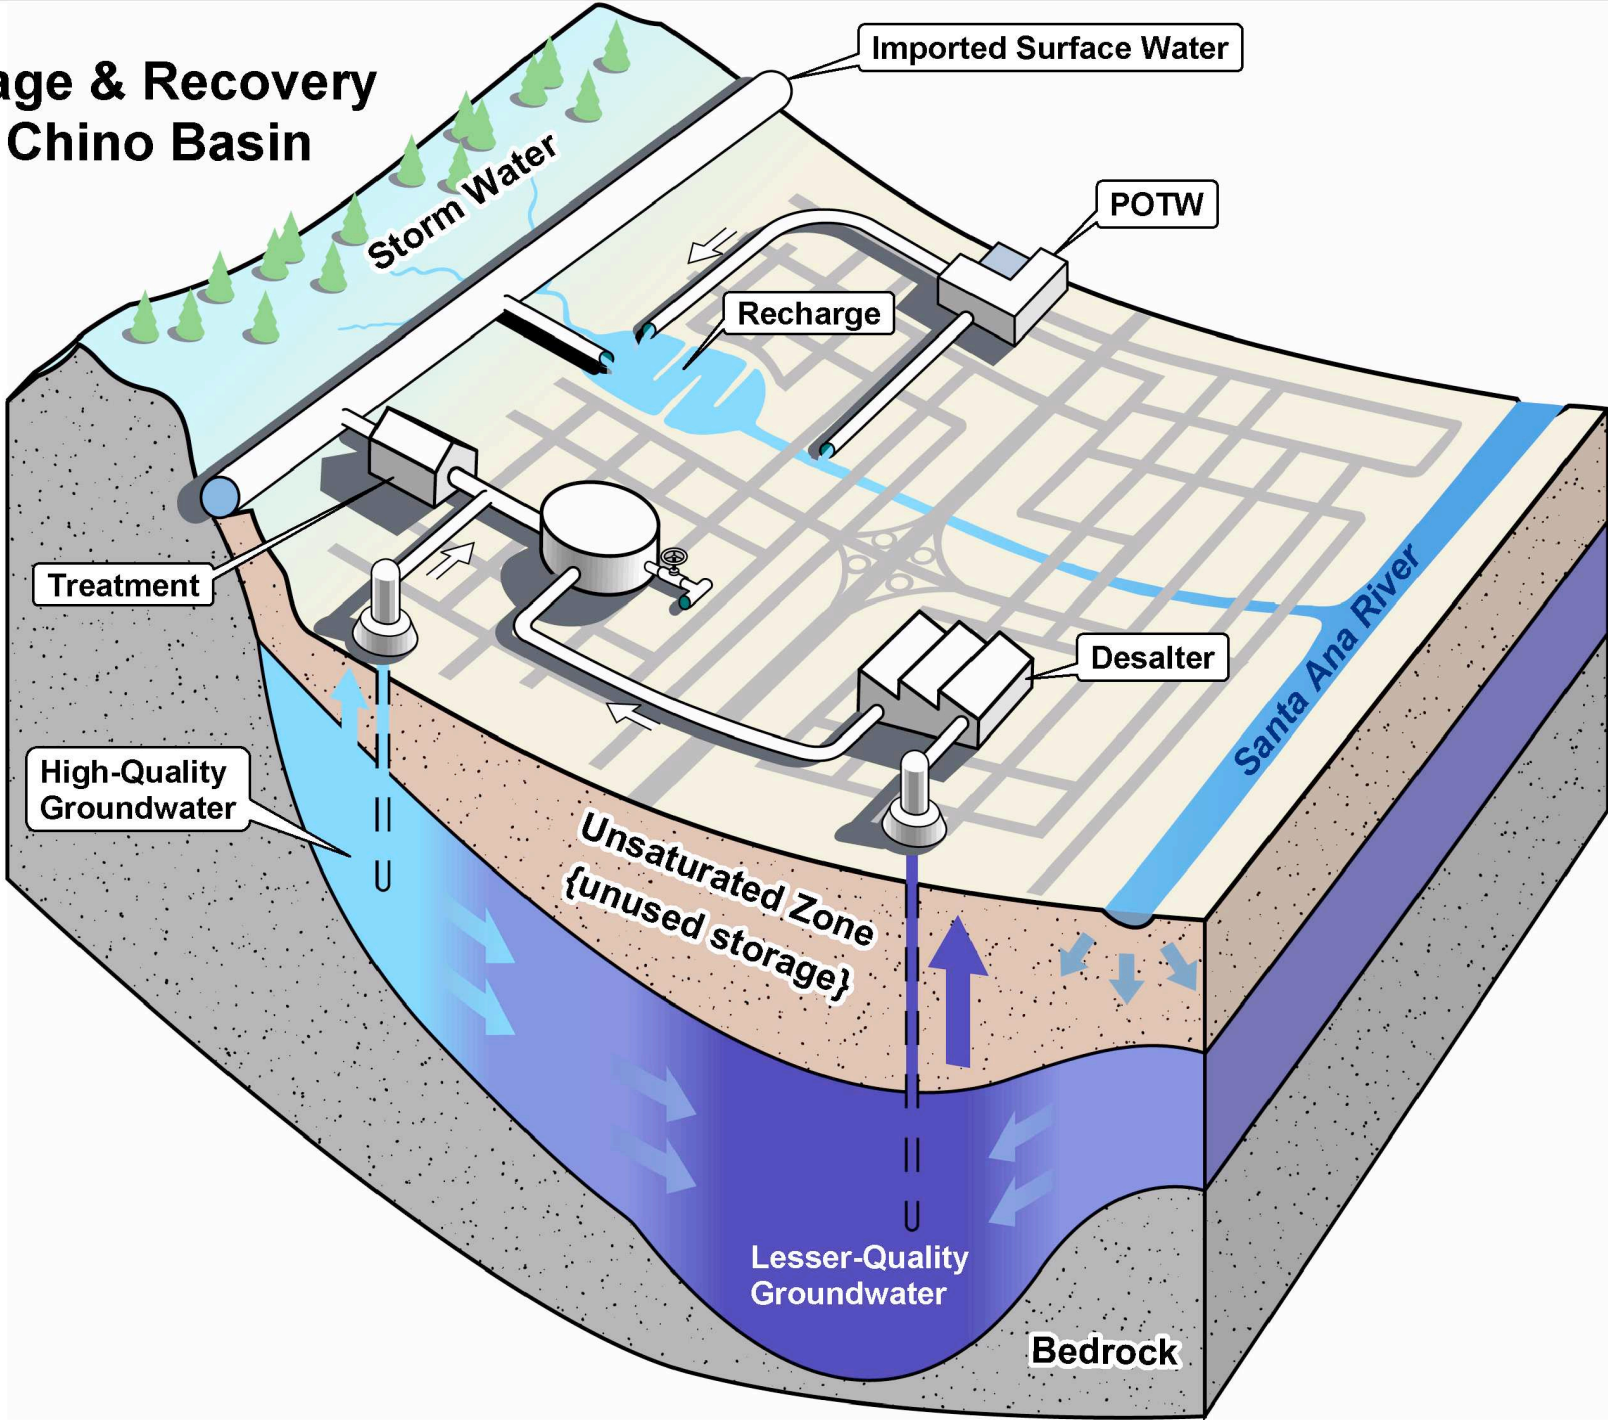 age & Recovery
Chino Basin
Imported Surface Water
Storm Water
POTW
Recharge
Treatment
Desalter
Santa Ana River
High-Quality
Groundwater
Unsaturated Zone
{unused storage}
Lesser-Quality
Groundwater
Bedrock